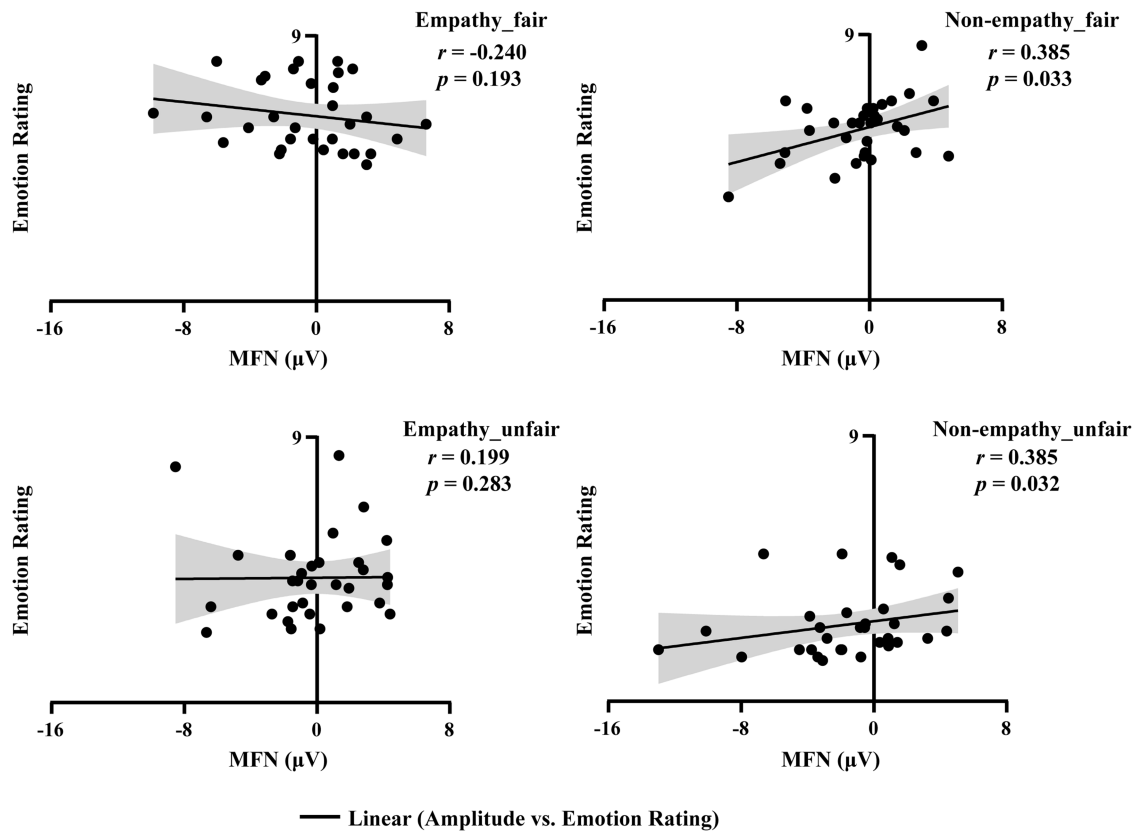 Empathy_fair
r = -0.240
p = 0.193
9
Emotion Rating
-16
-8
0
8
MFN (μV)
Non-empathy_fair
r = 0.385
p = 0.033
9
Emotion Rating
-16
-8
0
8
MFN (μV)
Empathy_unfair
r = 0.199
p = 0.283
9
Emotion Rating
-16
-8
0
8
MFN (μV)
Non-empathy_unfair
r = 0.385
p = 0.032
9
Emotion Rating
-16
-8
0
8
MFN (μV)
Linear (Amplitude vs. Emotion Rating)